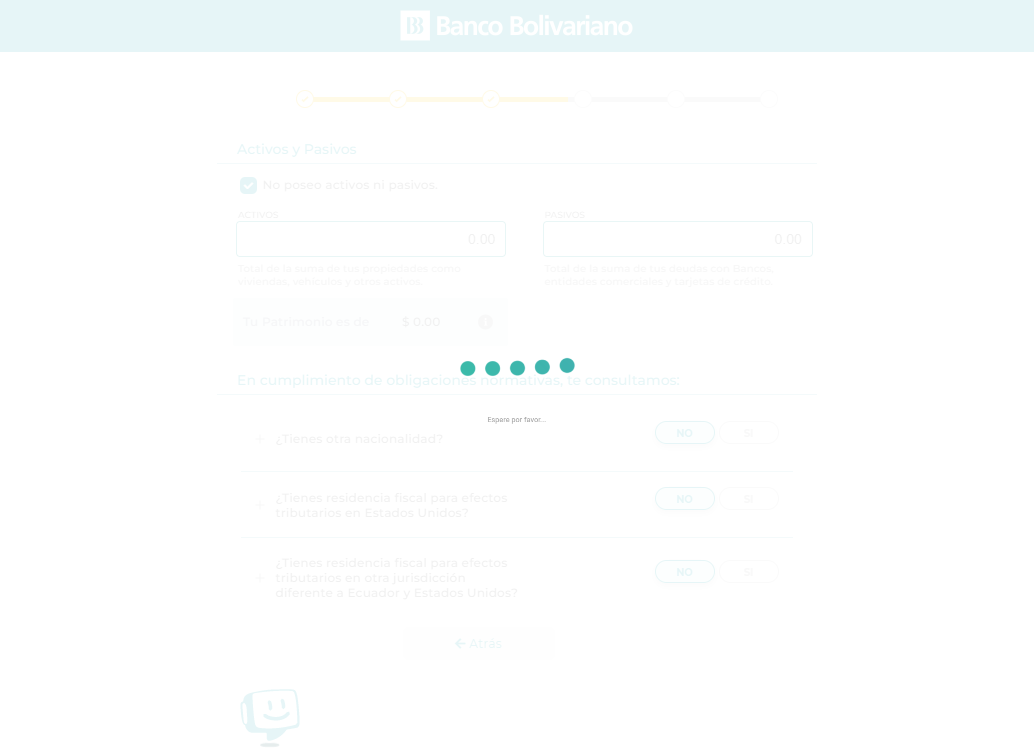 Banco Bolivariano
Activos y Pasivos
No poseo activos ni pasivos.
ACTIVOS
PASIVOS
0.00
0.00
Total de la suma de tus propiedades como
viviendas, vehículos y otros activos.
Total de la suma de tus deudas con Bancos,
entidades comerciales y tarjetas de crédito.
Tu Patrimonio es de $ 0.00
En cumplimiento de obligaciones normativas, te consultamos:
Espere por favor...
+ ¿Tienes otra nacionalidad?
NO SI
+ ¿Tienes residencia fiscal para efectos
tributarios en Estados Unidos?
NO SI
+ ¿Tienes residencia fiscal para efectos
tributarios en otra jurisdicción
diferente a Ecuador y Estados Unidos?
NO SI
Atrás